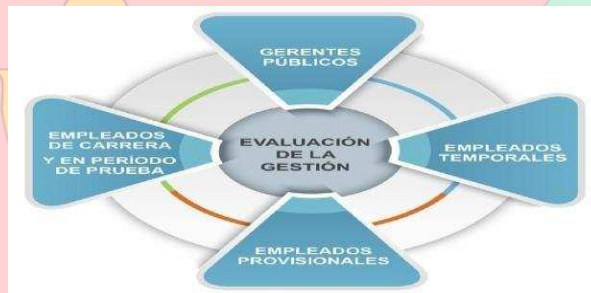 GERENTES
PÚBLICOS
EMPLEADOS
DE CARRERA
Y EN PERÍODO
DE PRUEBA
EVALUACIÓN
DE LA
GESTIÓN
EMPLEADOS
TEMPORALES
EMPLEADOS
PROVISIONALES